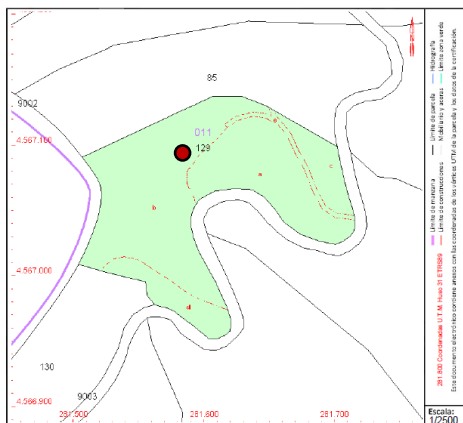 85
9002
011
4,567,100
129
c
a
b
4,567,000
d
130
9003
4,566,900
281,500
281,600
281,700
Límite de manzana
Límite de parcela
Hidrografía
Límite de construcciones
Mobiliario y aceras
Límite zona verde
281,800 Coordenadas U.T.M. Huso 31 ETRS89
Este documento electrónico contiene anexos con las coordenadas de los vértices UTM de la parcela y los datos de la certificación.
Escala:
1/2500